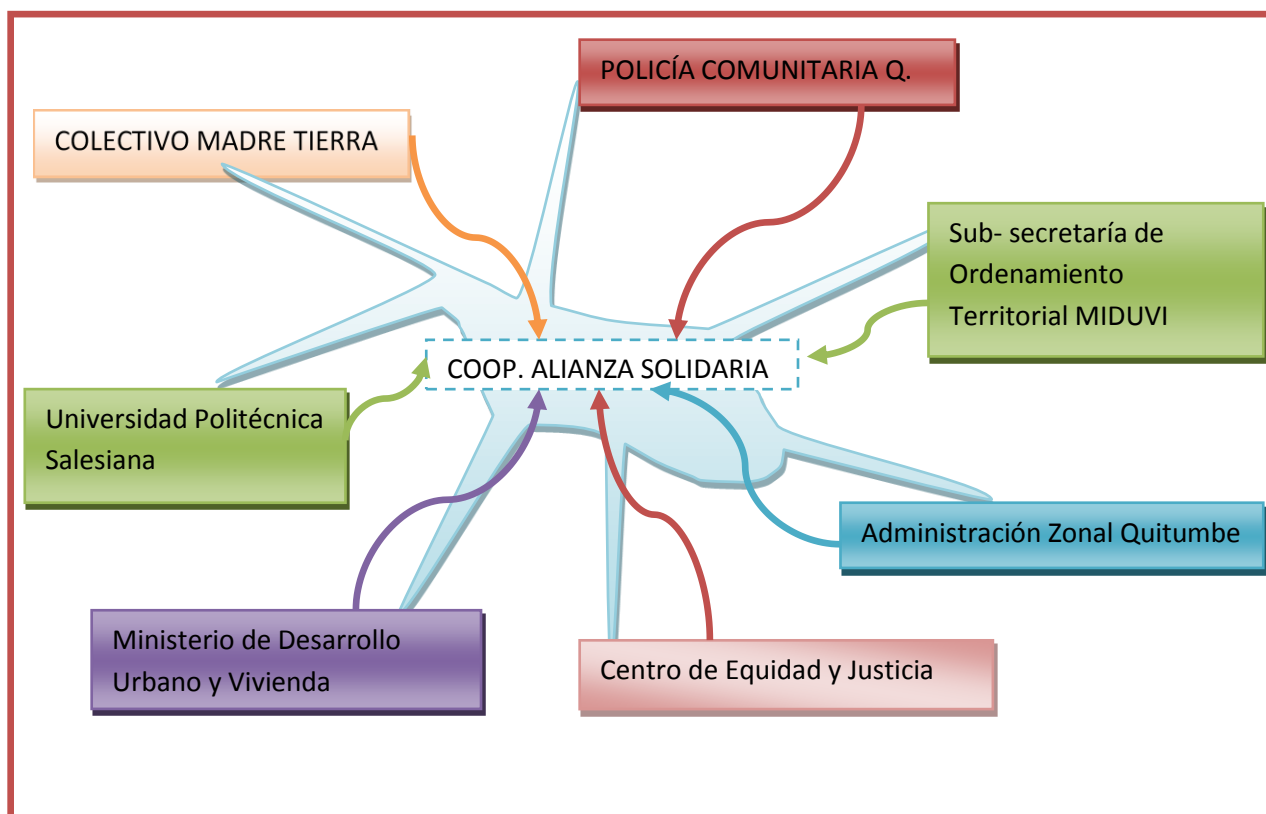 POLICÍA COMUNITARIA Q.
COLECTIVO MADRE TIERRA
Sub- secretaría de
Ordenamiento
Territorial MIDUVI
COOP. ALIANZA SOLIDARIA
Universidad Politécnica
Salesiana
Administración Zonal Quitumbe
Ministerio de Desarrollo
Urbano y Vivienda
Centro de Equidad y Justicia